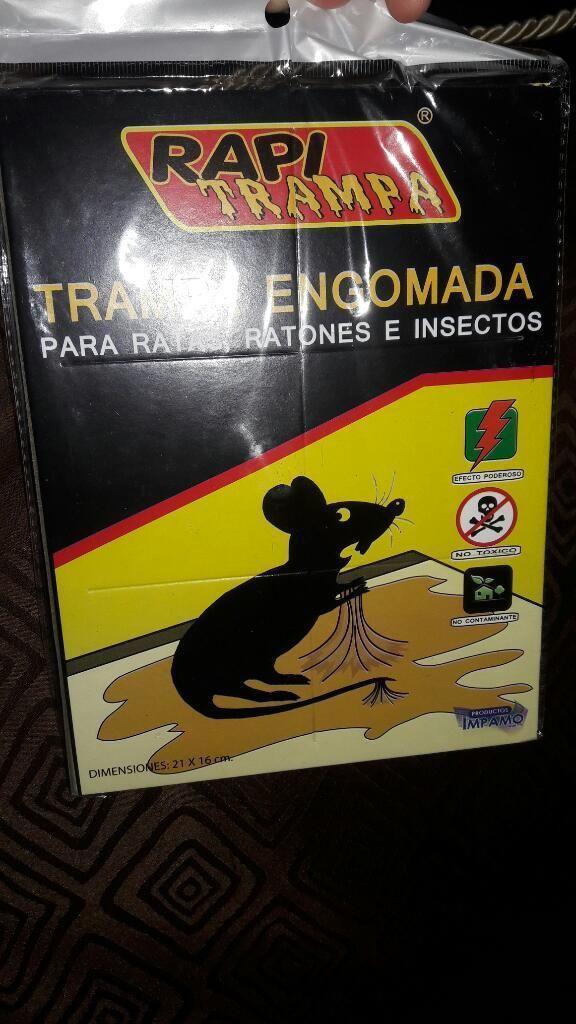 RAPI
TRAMPA
®
TRAMPA ENGOMADA
PARA RATAS, RATONES E INSECTOS
EFECTO PODEROSO
NO TOXICO
NO CONTAMINANTE
PRODUCTOS
IMPAMO
DIMENSIONES: 21 X 16 cm.